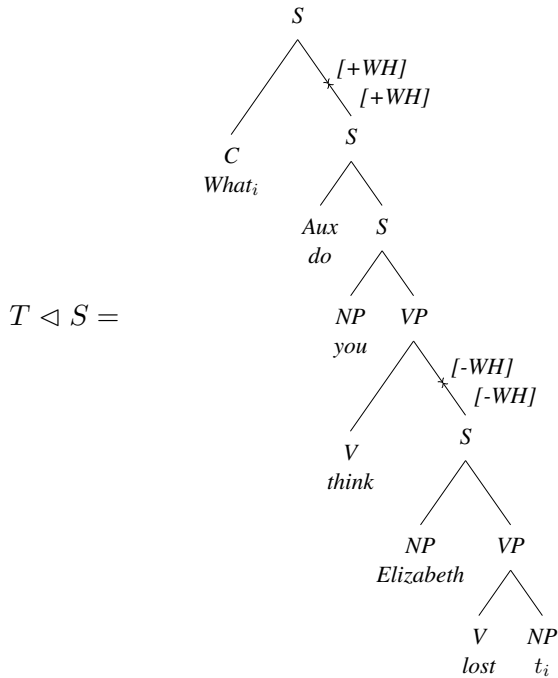 S
[+WH]
[+WH]
C S
What_i
Aux S
do
T ◁ S =
NP VP
you
[-WH]
[-WH]
V S
think
NP VP
Elizabeth
V NP
lost t_i